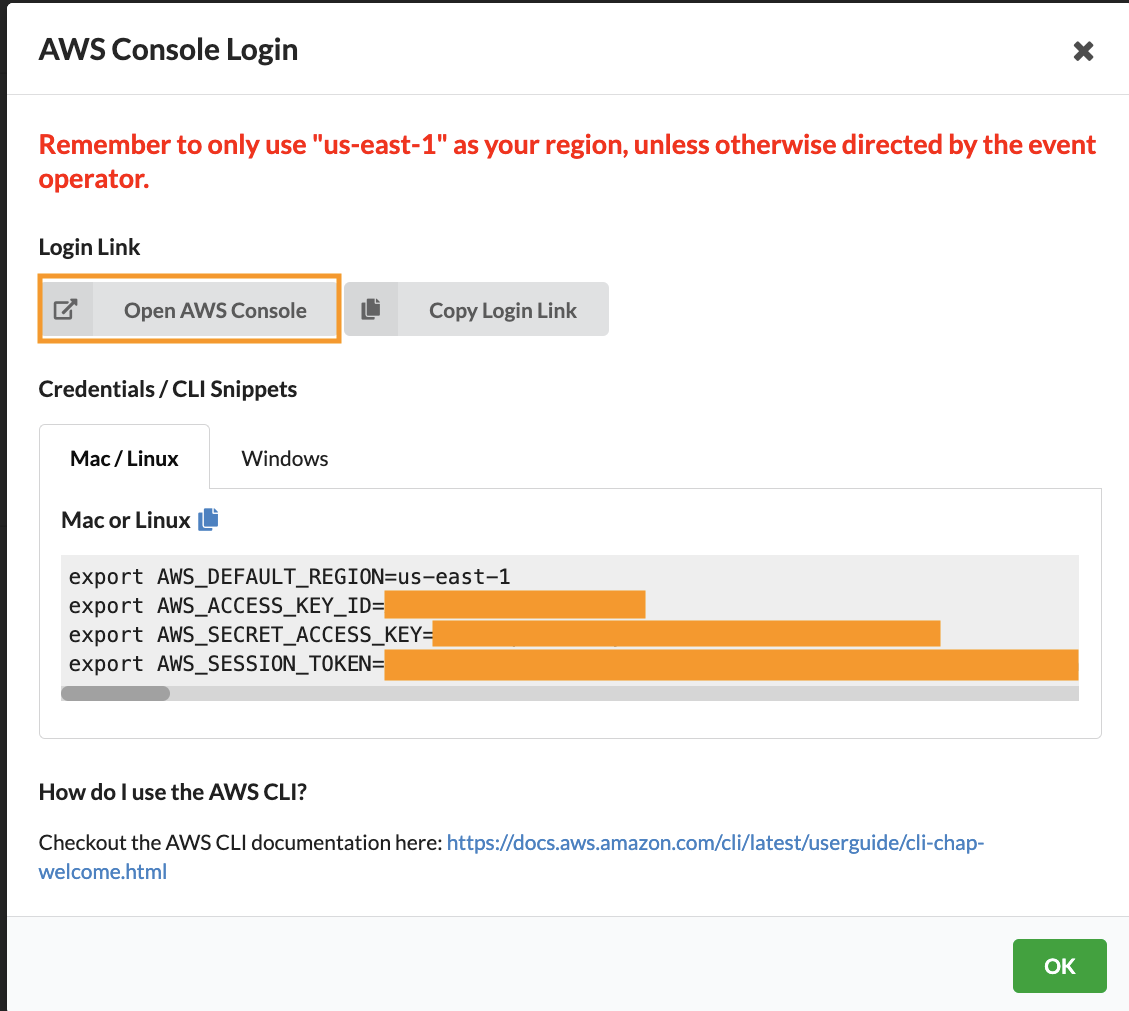 AWS Console Login
Remember to only use "us-east-1" as your region, unless otherwise directed by the event
operator.
Login Link
Open AWS Console
Copy Login Link
Credentials / CLI Snippets
Mac / Linux
Windows
Mac or Linux
export AWS_DEFAULT_REGION=us-east-1
export AWS_ACCESS_KEY_ID=
export AWS_SECRET_ACCESS_KEY=
export AWS_SESSION_TOKEN=
How do I use the AWS CLI?
Checkout the AWS CLI documentation here: https://docs.aws.amazon.com/cli/latest/userguide/cli-chap-
welcome.html
OK